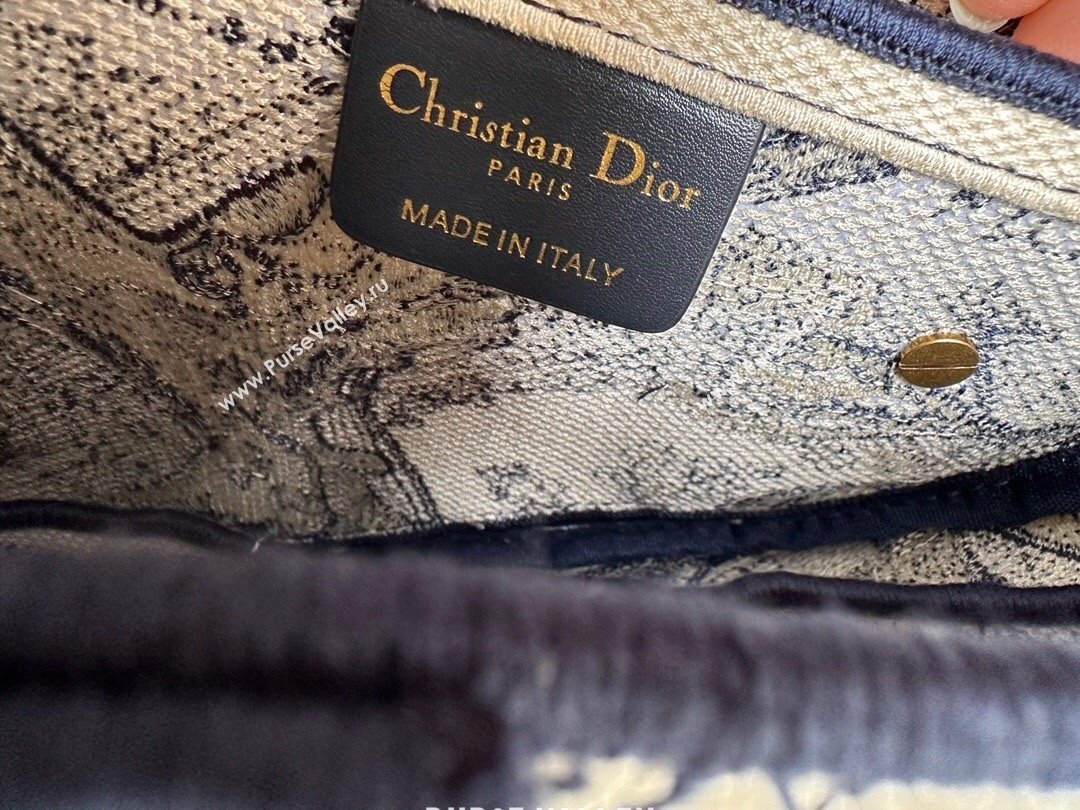 Christian Dior
PARIS
MADE IN ITALY
www.PurseValley.ru